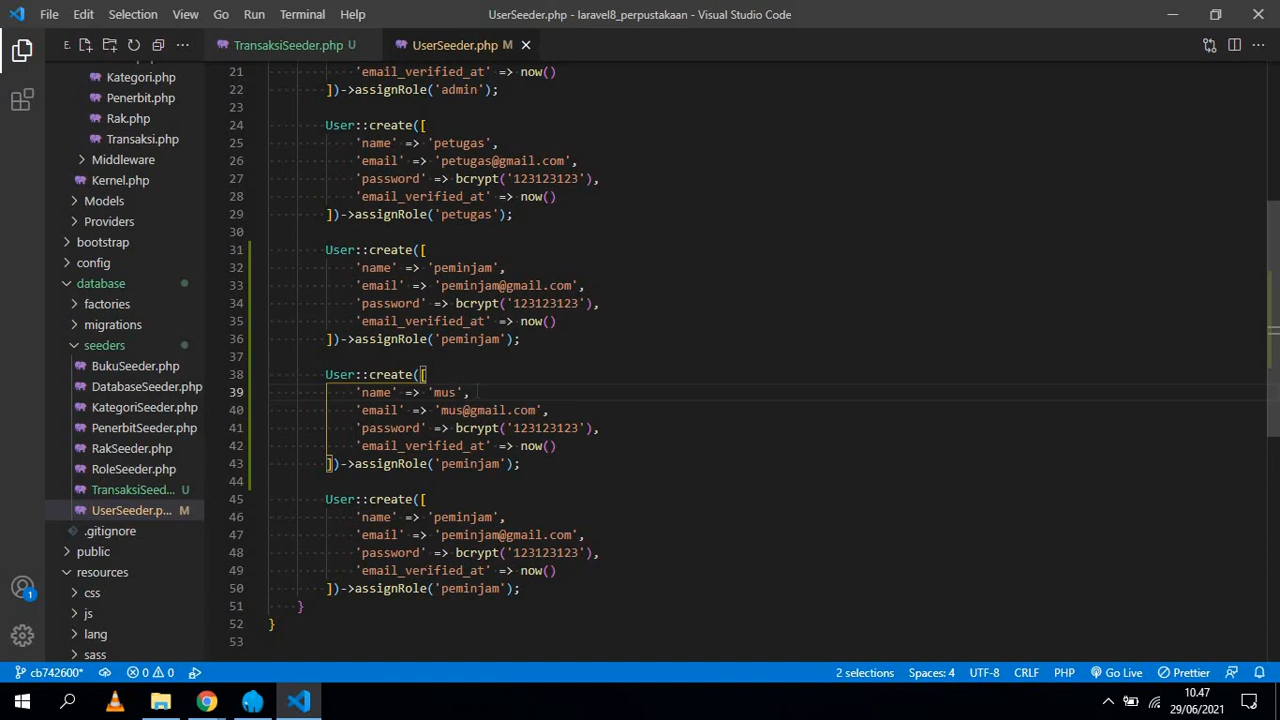 File Edit Selection View Go Run Terminal Help
UserSeeder.php - laravel8_perpustakaan - Visual Studio Code
E.
TransaksiSeeder.php U
UserSeeder.php M
Kategori.php
Penerbit.php
Rak.php
Transaksi.php
Middleware
Kernel.php
Models
Providers
bootstrap
config
database
factories
migrations
seeders
BukuSeeder.php
DatabaseSeeder.php
KategoriSeeder.php
PenerbitSeeder.php
RakSeeder.php
RoleSeeder.php
TransaksiSeed... U
UserSeeder.p... M
.gitignore
public
resources
css
js
lang
sass
21 'email_verified_at' => now()
22 ])->assignRole('admin');
23
24 User::create([
25 'name' => 'petugas',
26 'email' => 'petugas@gmail.com',
27 'password' => bcrypt('123123123'),
28 'email_verified_at' => now()
29 ])->assignRole('petugas');
30
31 User::create([
32 'name' => 'peminjam',
33 'email' => 'peminjam@gmail.com',
34 'password' => bcrypt('123123123'),
35 'email_verified_at' => now()
36 ])->assignRole('peminjam');
37
38 User::create([
39 'name' => 'mus',
40 'email' => 'mus@gmail.com',
41 'password' => bcrypt('123123123'),
42 'email_verified_at' => now()
43 ])->assignRole('peminjam');
44
45 User::create([
46 'name' => 'peminjam',
47 'email' => 'peminjam@gmail.com',
48 'password' => bcrypt('123123123'),
49 'email_verified_at' => now()
50 ])->assignRole('peminjam');
51 }
52 }
53
1
cb742600* 0 0 2 selections Spaces: 4 UTF-8 CRLF PHP Go Live Prettier
10.47
29/06/2021